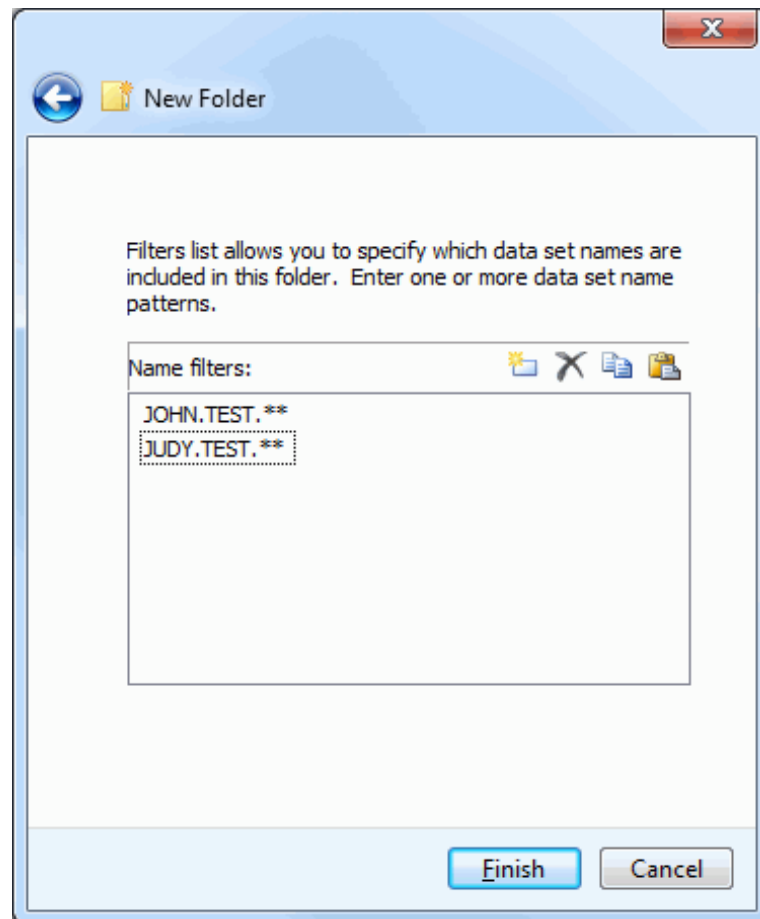 New Folder
Filters list allows you to specify which data set names are
included in this folder.  Enter one or more data set name
patterns.
Name filters:
JOHN.TEST.**
JUDY.TEST.**
Finish
Cancel